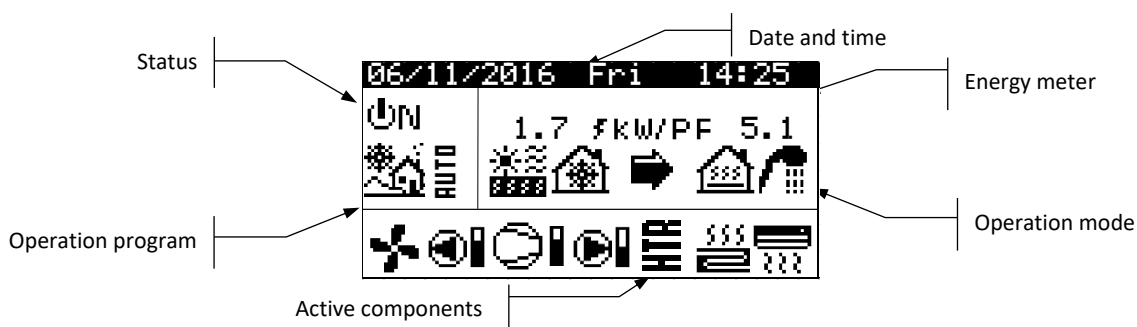 Date and time
Status
06/11/2016 Fri 14:25
Energy meter
ON
1.7 kW/PF 5.1
AUTO
Operation mode
Operation program
HTR
Active components